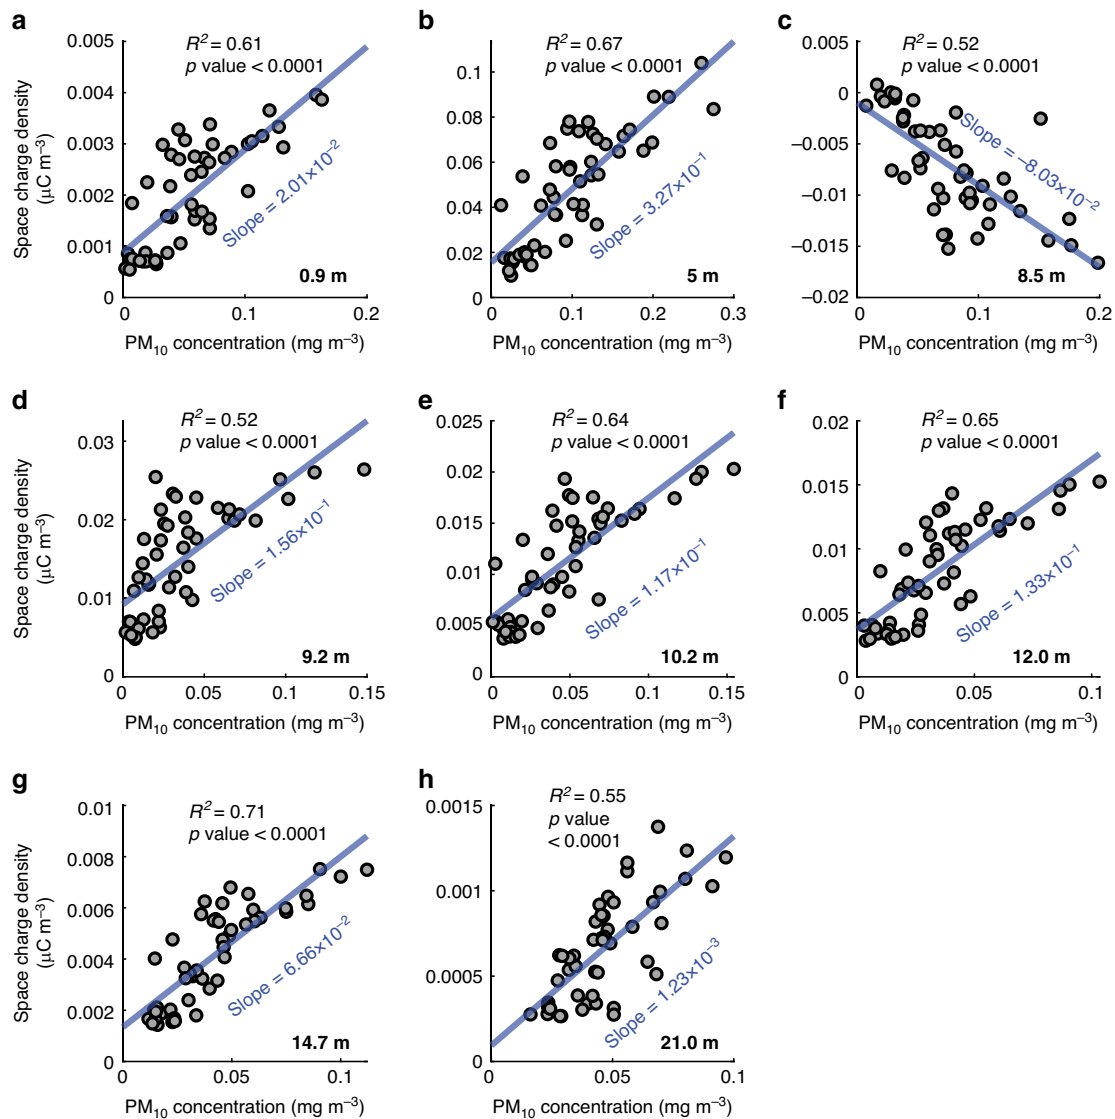 a
R² = 0.61
p value < 0.0001
Space charge density
(μC m⁻³)
0.005
0.004
0.003
0.002
0.001
0
Slope = 2.01×10⁻²
0.9 m
0
0.1
0.2
PM₁₀ concentration (mg m⁻³)
b
R² = 0.67
p value < 0.0001
0.1
0.08
0.06
0.04
0.02
0
Slope = 3.27×10⁻¹
5 m
0
0.1
0.2
0.3
PM₁₀ concentration (mg m⁻³)
c
R² = 0.52
p value < 0.0001
0.005
0
−0.005
−0.01
−0.015
−0.02
Slope = −8.03×10⁻²
8.5 m
0
0.1
0.2
PM₁₀ concentration (mg m⁻³)
d
R² = 0.52
p value < 0.0001
Space charge density
(μC m⁻³)
0.03
0.02
0.01
0
Slope = 1.56×10⁻¹
9.2 m
0
0.05
0.1
0.15
PM₁₀ concentration (mg m⁻³)
e
R² = 0.64
p value < 0.0001
0.025
0.020
0.015
0.01
0.005
0
Slope = 1.17×10⁻¹
10.2 m
0
0.05
0.1
0.15
PM₁₀ concentration (mg m⁻³)
f
R² = 0.65
p value < 0.0001
0.02
0.015
0.01
0.005
0
Slope = 1.33×10⁻¹
12.0 m
0
0.05
0.1
PM₁₀ concentration (mg m⁻³)
g
R² = 0.71
p value < 0.0001
Space charge density
(μC m⁻³)
0.01
0.008
0.006
0.004
0.002
0
Slope = 6.66×10⁻²
14.7 m
0
0.05
0.1
PM₁₀ concentration (mg m⁻³)
h
R² = 0.55
p value
< 0.0001
0.0015
0.001
0.0005
0
Slope = 1.23×10⁻³
21.0 m
0
0.05
0.1
PM₁₀ concentration (mg m⁻³)